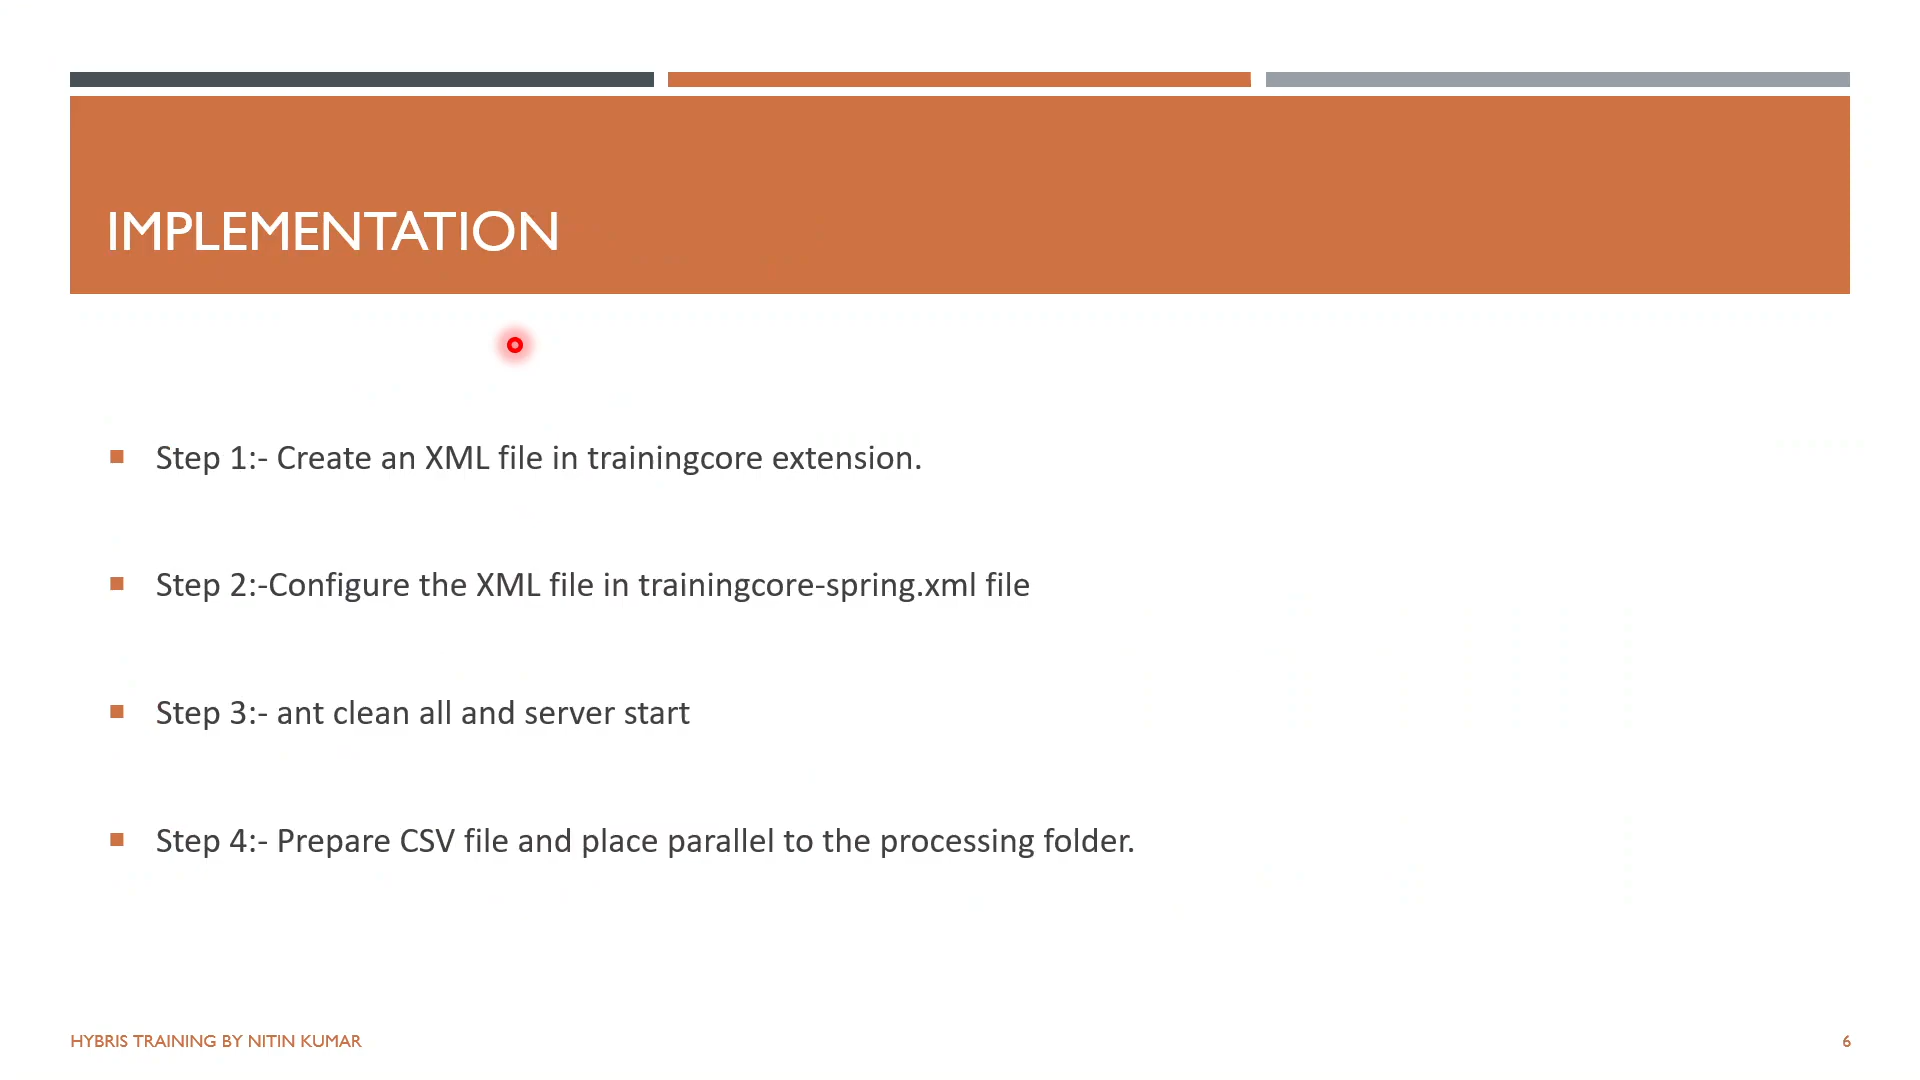 IMPLEMENTATION
Step 1:- Create an XML file in trainingcore extension.
Step 2:-Configure the XML file in trainingcore-spring.xml file
Step 3:- ant clean all and server start
Step 4:- Prepare CSV file and place parallel to the processing folder.
HYBRIS TRAINING BY NITIN KUMAR
6